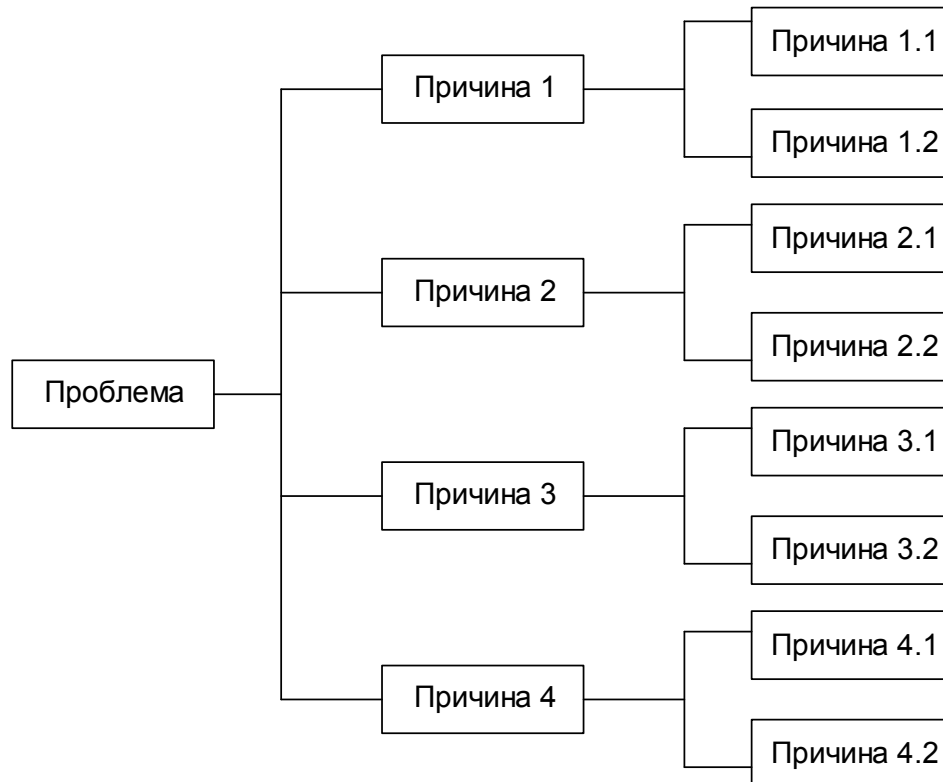 Причина 1.1
Причина 1
Причина 1.2
Причина 2.1
Причина 2
Причина 2.2
Проблема
Причина 3.1
Причина 3
Причина 3.2
Причина 4.1
Причина 4
Причина 4.2